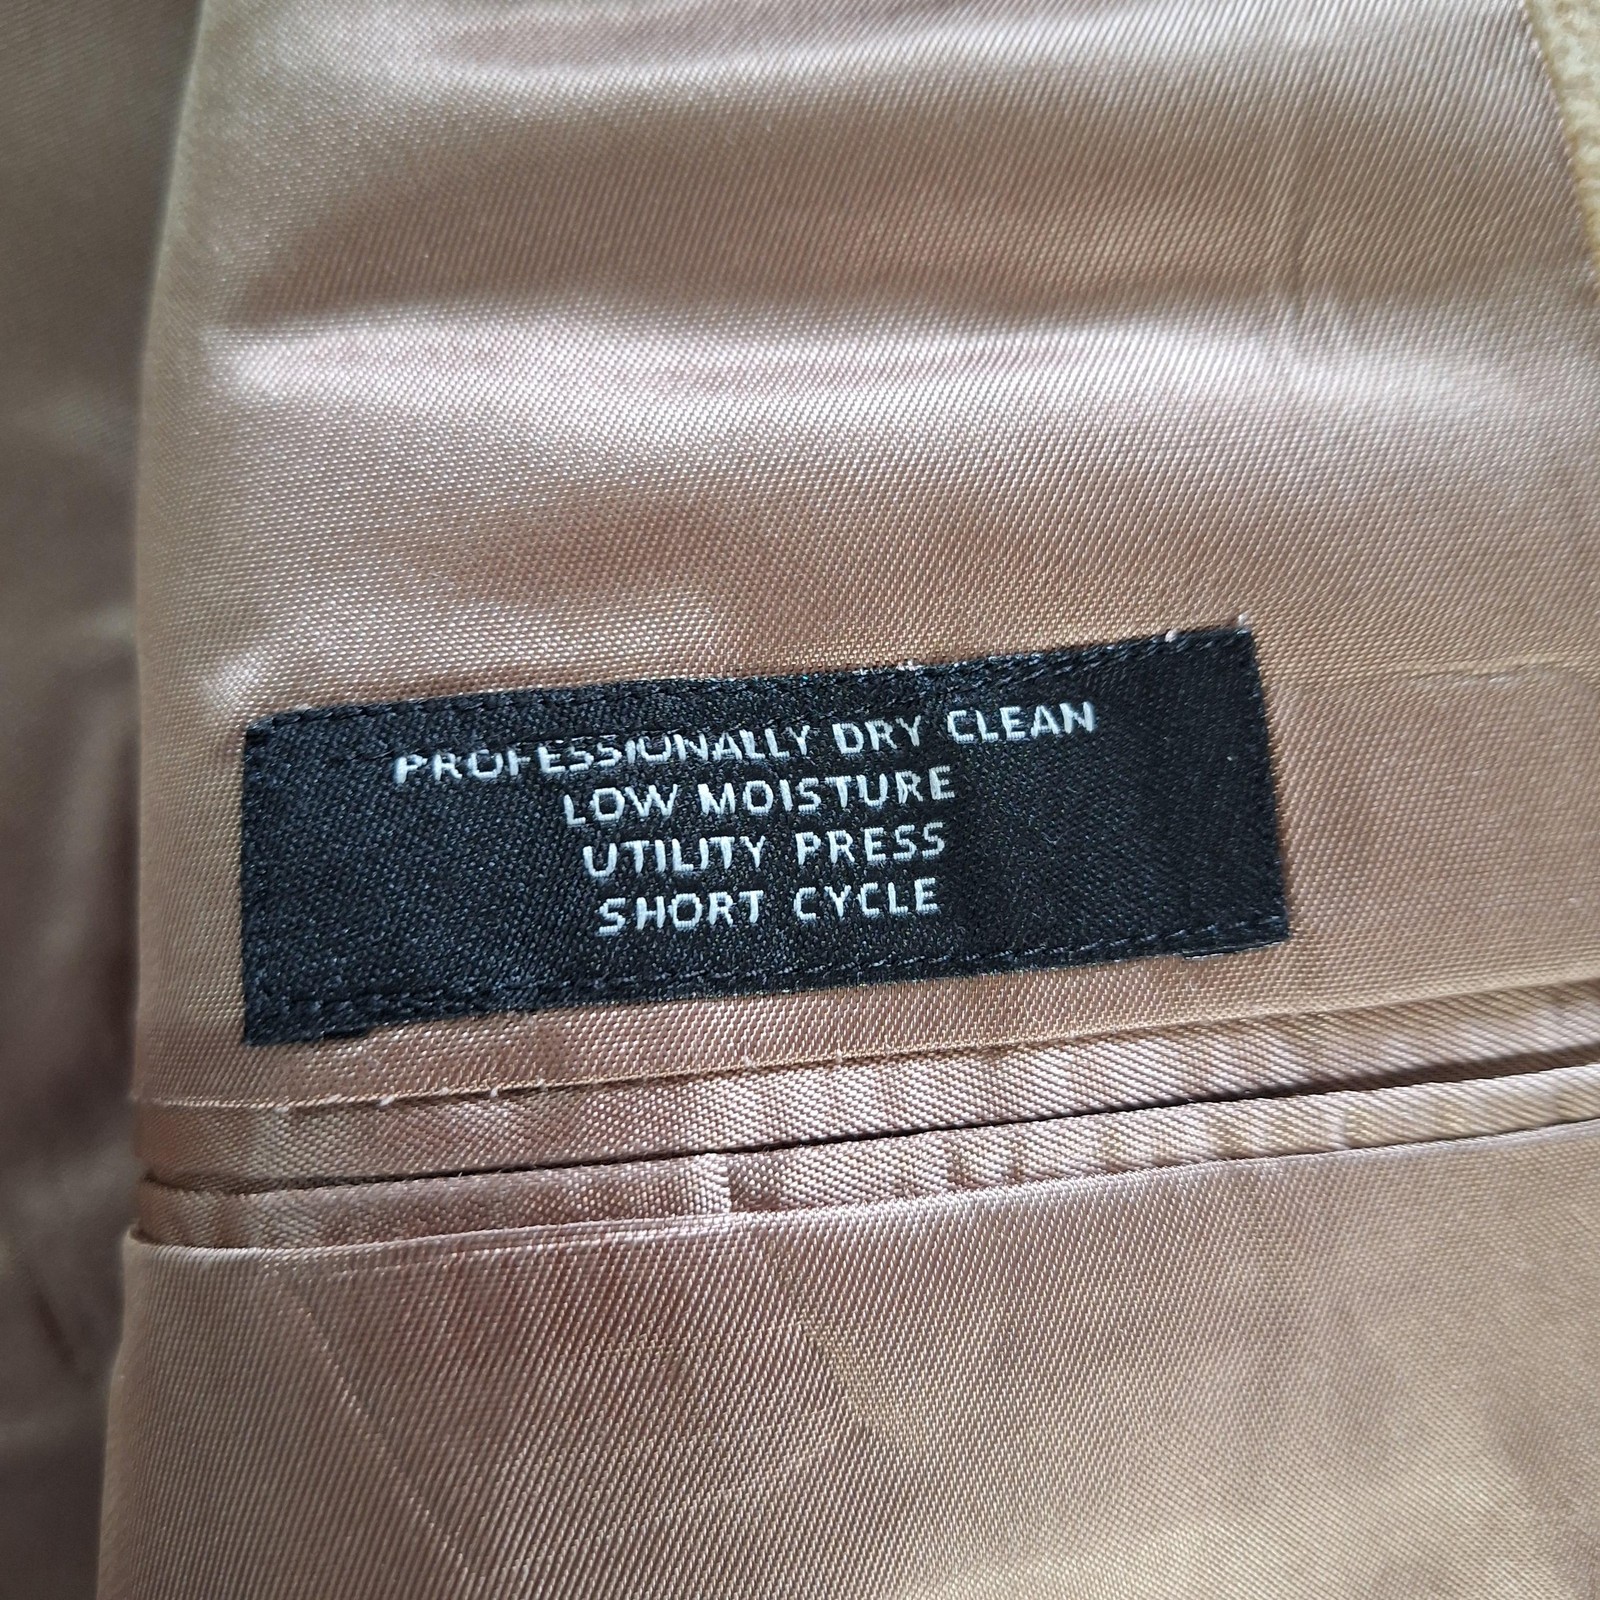 PROFESSIONALLY DRY CLEAN
LOW MOISTURE
UTILITY PRESS
SHORT CYCLE